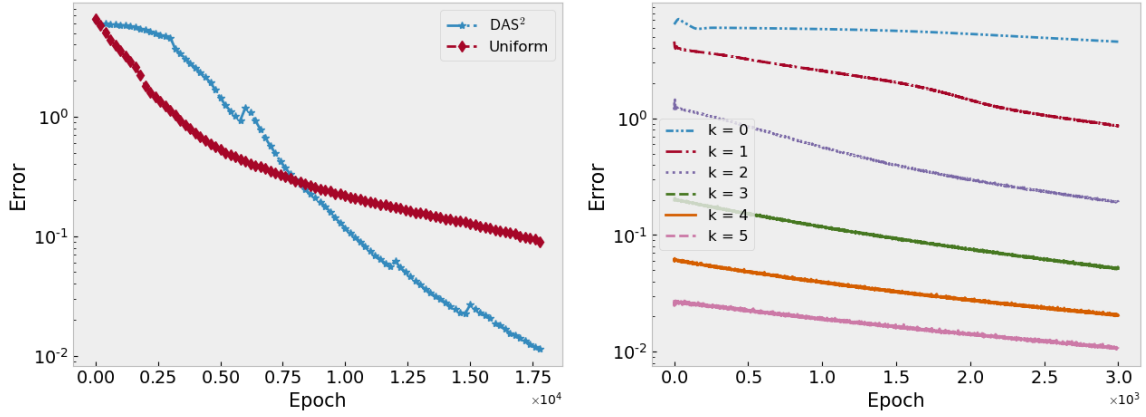 DAS²
Uniform
10⁰
10⁻¹
10⁻²
Error
0.00 0.25 0.50 0.75 1.00 1.25 1.50 1.75
Epoch
×10⁴
k = 0
k = 1
k = 2
k = 3
k = 4
k = 5
10⁰
10⁻¹
10⁻²
Error
0.0 0.5 1.0 1.5 2.0 2.5 3.0
Epoch
×10³